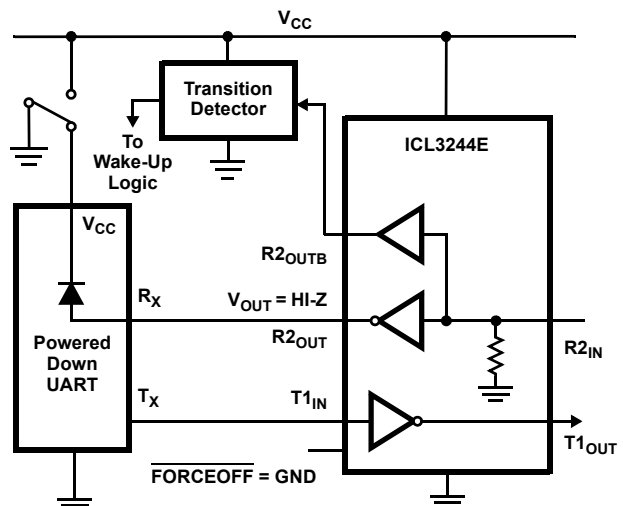 VCC
Transition
Detector
To
Wake-Up
Logic
ICL3244E
VCC
R2OUTB
RX
VOUT = HI-Z
R2OUT
R2IN
Powered
Down
UART
TX
T1IN
T1OUT
FORCEOFF = GND